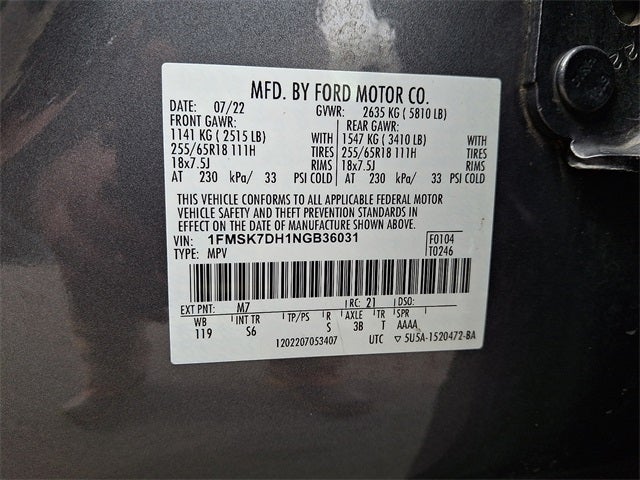 MFD. BY FORD MOTOR CO.
DATE: 07/22 GVWR: 2635 KG ( 5810 LB)
FRONT GAWR: REAR GAWR:
1141 KG ( 2515 LB) WITH 1547 KG ( 3410 LB) WITH
255/65R18 111H TIRES 255/65R18 111H TIRES
18x7.5J RIMS 18x7.5J RIMS
AT 230 kPa/ 33 PSI COLD AT 230 kPa/ 33 PSI COLD
THIS VEHICLE CONFORMS TO ALL APPLICABLE FEDERAL MOTOR
VEHICLE SAFETY AND THEFT PREVENTION STANDARDS IN
EFFECT ON THE DATE OF MANUFACTURE SHOWN ABOVE.
VIN: 1FMSK7DH1NGB36031 F0104
TYPE: MPV T0246
EXT PNT: M7 RC: 21 DSO:
WB INT TR TP/PS R AXLE TR SPR
119 S6 S 3B T AAAA
1202207053407 UTC ▽ 5U5A-1520472-BA